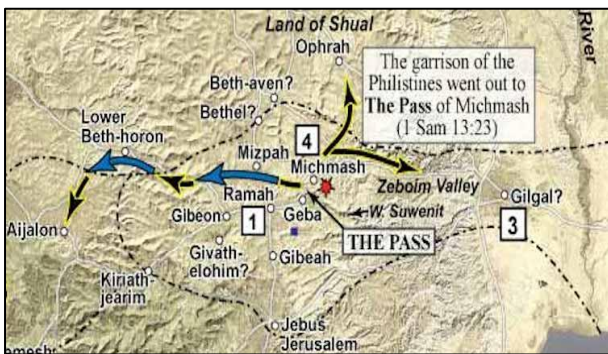 Land of Shual
Ophrah
River
The garrison of the
Philistines went out to
The Pass of Michmash
(1 Sam 13:23)
Beth-aven?
Bethel?
Lower
Beth-horon
Mizpah
4
Michmash
Zeboim Valley
Gilgal?
Ramah
Geba
W. Suwenit
Gibeon
1
3
THE PASS
Aijalon
Givath-
elohim?
Gibeah
Kiriath-
jearim
Jebus
Jerusalem